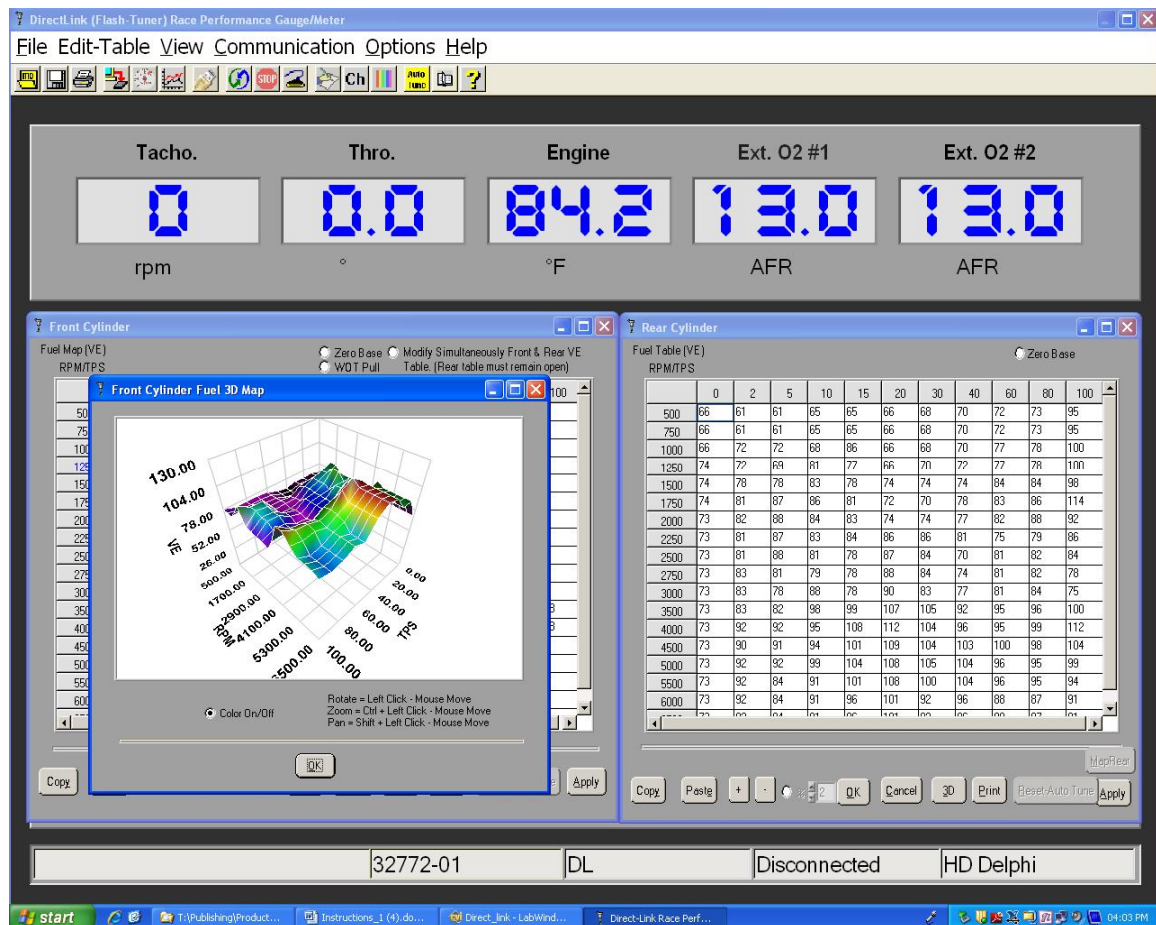 DirectLink (Flash-Tuner) Race Performance Gauge/Meter
File Edit-Table View Communication Options Help
STOP Ch Auto Tune ?
Tacho. Thro. Engine Ext. O2 #1 Ext. O2 #2
0 0.0 84.2 13.0 13.0
rpm ° °F AFR AFR
Front Cylinder
Fuel Map (VE)
RPM/TPS
Zero Base
WOT Pull
Modify Simultaneously Front & Rear VE
Table. (Rear table must remain open)
100
Front Cylinder Fuel 3D Map
130.00
104.00
78.00
52.00
26.00
VE
500.00
1700.00
2900.00
4100.00
5300.00
RPM
0.00
20.00
40.00
60.00
80.00
100.00
TPS
Color On/Off
Rotate = Left Click - Mouse Move
Zoom = Ctrl + Left Click - Mouse Move
Pan = Shift + Left Click - Mouse Move
OK
Copy Apply
Rear Cylinder
Fuel Table (VE)
RPM/TPS
Zero Base
0 2 5 10 15 20 30 40 60 80 100
500 66 61 61 65 65 66 68 70 72 73 95
750 66 61 61 65 65 66 68 70 72 73 95
1000 66 72 72 68 86 66 68 70 77 78 100
1250 74 72 69 81 77 66 70 72 77 78 100
1500 74 78 78 83 78 74 74 74 84 84 98
1750 74 81 87 86 81 72 70 78 83 86 114
2000 73 82 88 84 83 74 74 77 82 88 92
2250 73 81 87 83 84 86 86 81 75 79 86
2500 73 81 88 81 78 87 84 70 81 82 84
2750 73 83 81 79 78 88 84 74 81 82 78
3000 73 83 78 88 78 90 83 77 81 84 75
3500 73 83 82 98 99 107 105 92 95 96 100
4000 73 92 92 95 108 112 104 96 95 99 112
4500 73 90 91 94 101 109 104 103 100 98 104
5000 73 92 92 99 104 108 105 104 96 95 99
5500 73 92 84 91 101 108 100 104 96 95 94
6000 73 92 84 91 96 101 92 96 88 87 91
MapRear
Copy Paste + - % 2 OK Cancel 3D Print Reset-Auto Tune Apply
32772-01 DL Disconnected HD Delphi
start T:\Publishing\Product... Instructions_1 (4).do... Direct_link - LabWind... Direct-Link Race Perf... 04:03 PM